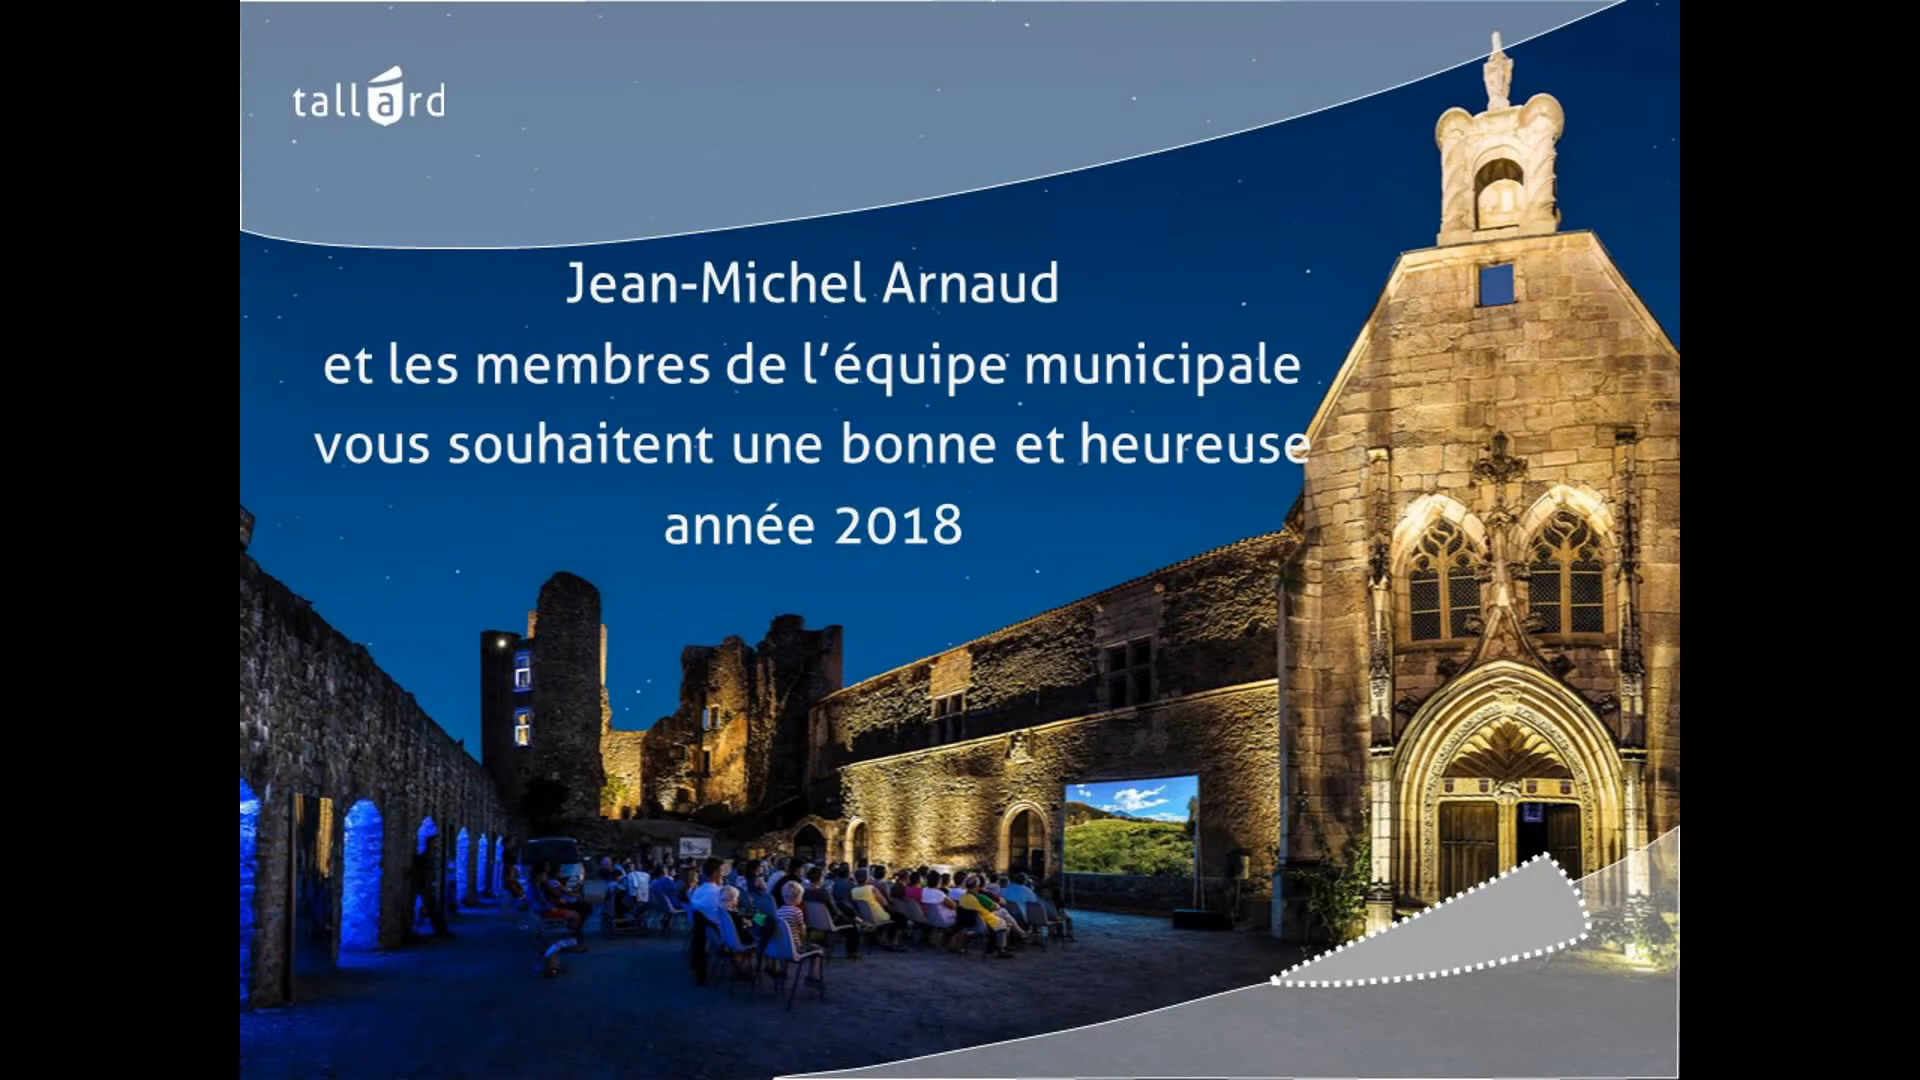 tallard
Jean-Michel Arnaud
et les membres de l’équipe municipale
vous souhaitent une bonne et heureuse
année 2018